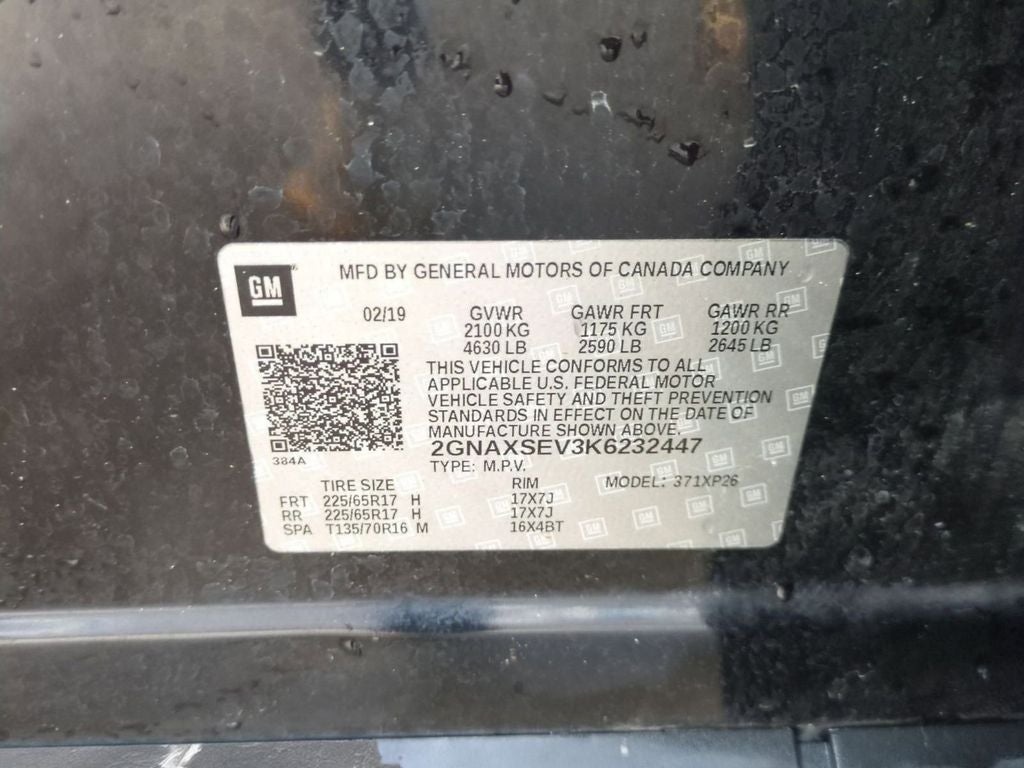 GM
MFD BY GENERAL MOTORS OF CANADA COMPANY
02/19 GVWR GAWR FRT GAWR RR
2100 KG 1175 KG 1200 KG
4630 LB 2590 LB 2645 LB
THIS VEHICLE CONFORMS TO ALL
APPLICABLE U.S. FEDERAL MOTOR
VEHICLE SAFETY AND THEFT PREVENTION
STANDARDS IN EFFECT ON THE DATE OF
MANUFACTURE SHOWN ABOVE.
2GNAXSEV3K6232447
384A
TYPE: M.P.V.
TIRE SIZE RIM MODEL: 371XP26
FRT 225/65R17 H 17X7J
RR 225/65R17 H 17X7J
SPA T135/70R16 M 16X4BT